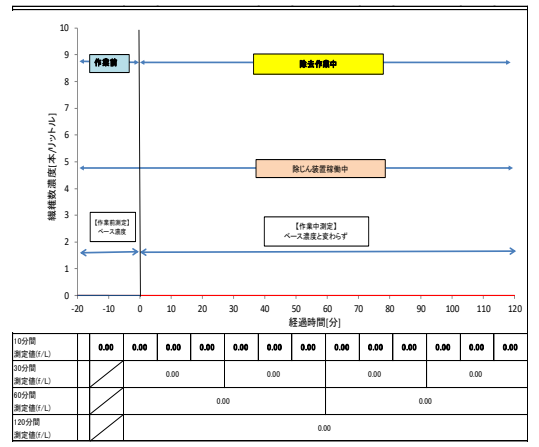 10
9
8
7
6
5
4
3
2
1
0
繊維数濃度[本/リットル]
作業前
除去作業中
除じん装置稼働中
【作業前測定】
ベース濃度
【作業中測定】
ベース濃度と変わらず
-20 -10 0 10 20 30 40 50 60 70 80 90 100 110 120
経過時間[分]
10分間
測定値(f/L)
0.00 0.00 0.00 0.00 0.00 0.00 0.00 0.00 0.00 0.00 0.00 0.00 0.00
30分間
測定値(f/L)
0.00 0.00 0.00 0.00
60分間
測定値(f/L)
0.00 0.00
120分間
測定値(f/L)
0.00